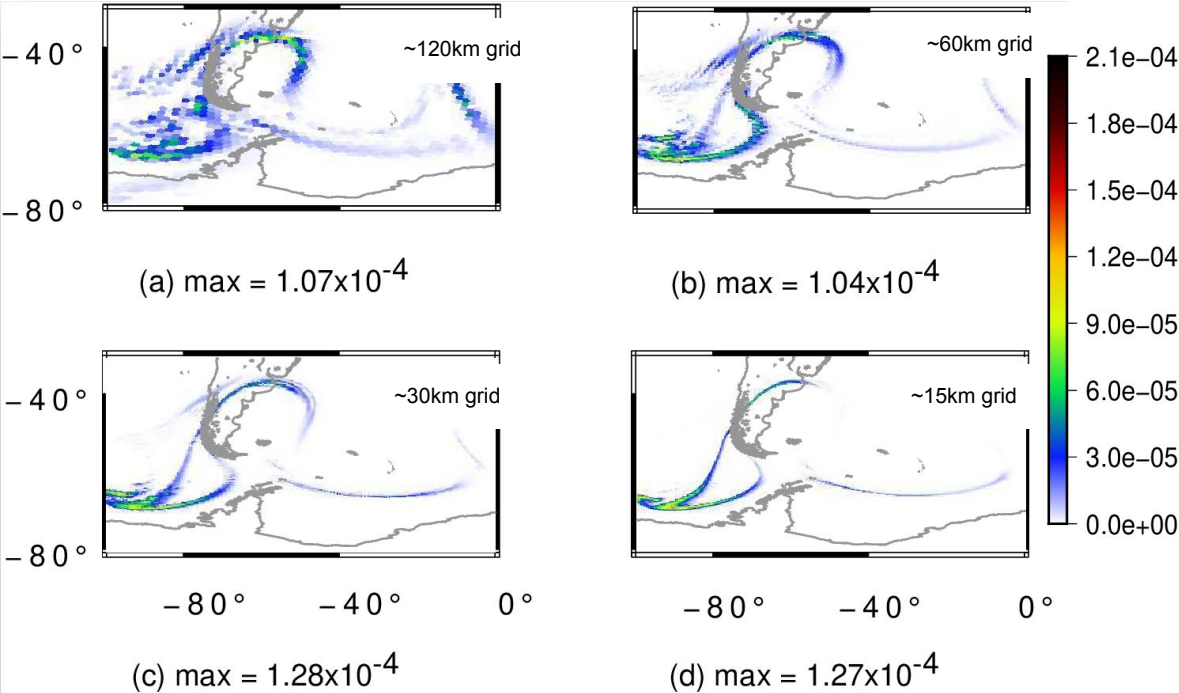 −40°
−80°
~120km grid
~60km grid
(a) max = 1.07x10-4
(b) max = 1.04x10-4
2.1e−04
1.8e−04
1.5e−04
1.2e−04
9.0e−05
6.0e−05
3.0e−05
0.0e+00
−40°
−80°
~30km grid
~15km grid
−80° −40° 0°
−80° −40° 0°
(c) max = 1.28x10-4
(d) max = 1.27x10-4